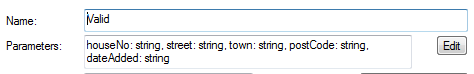 Name: Valid
Parameters: houseNo: string, street: string, town: string, postCode: string, Edit
dateAdded: string